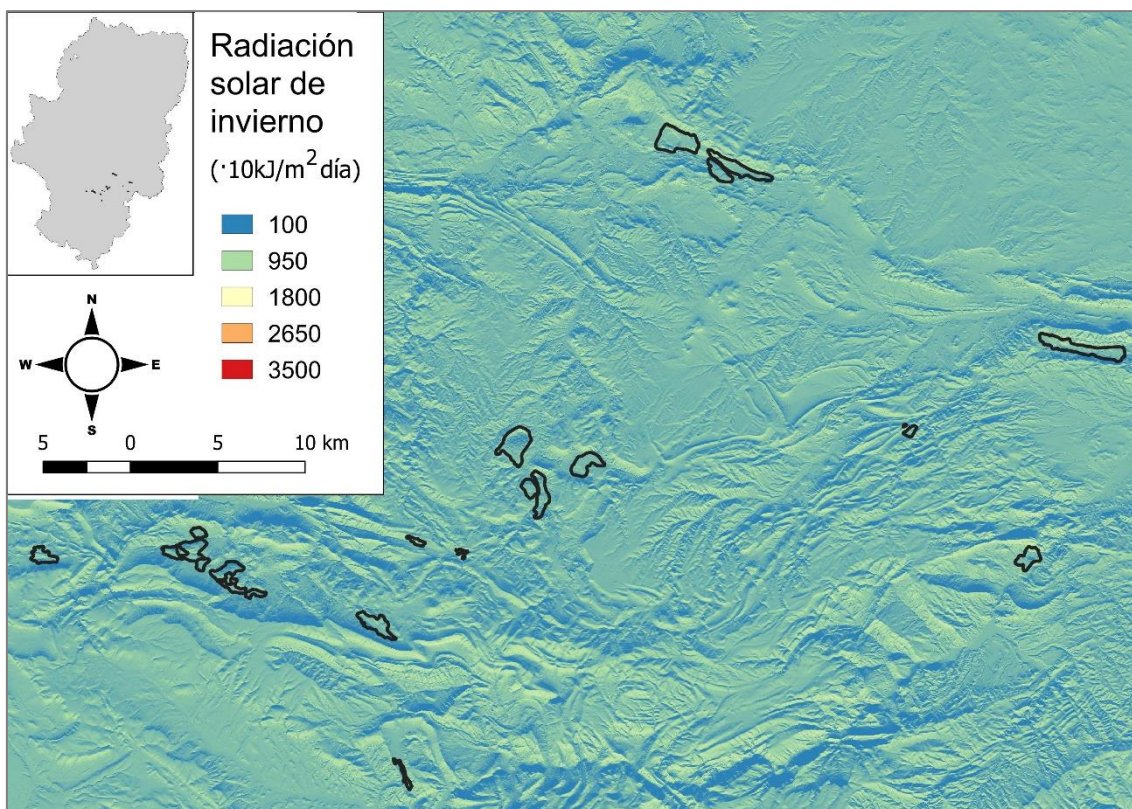 Radiación
solar de
invierno
(·10kJ/m² día)
100
950
1800
2650
3500
N
W E
S
5 0 5 10 km